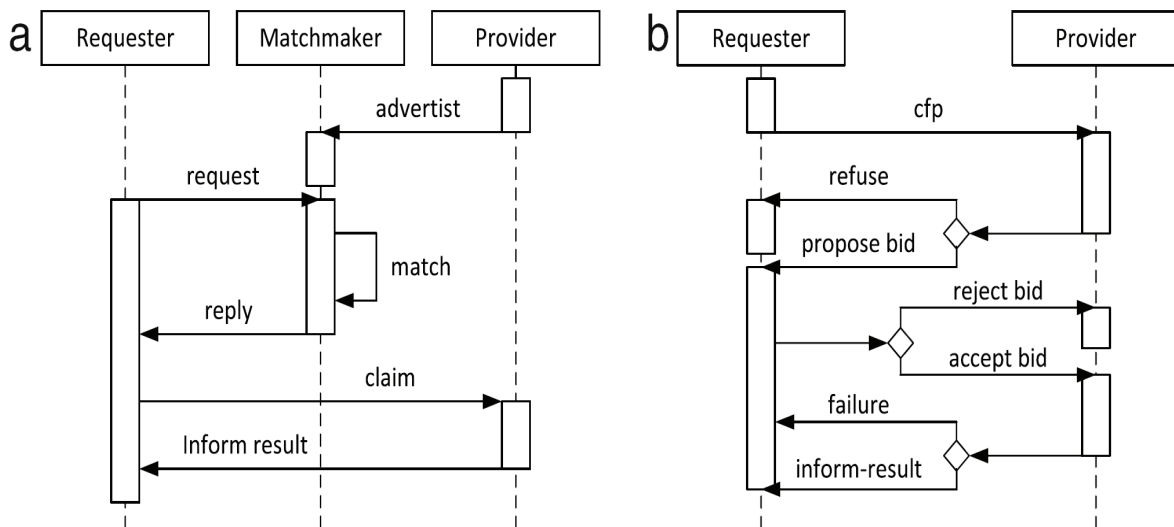 a
Requester
Matchmaker
Provider
advertist
request
match
reply
claim
Inform result
b
Requester
Provider
cfp
refuse
propose bid
reject bid
accept bid
failure
inform-result